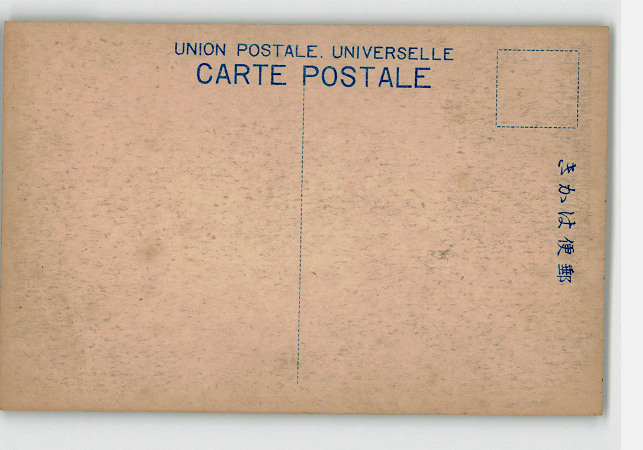 UNION POSTALE. UNIVERSELLE
CARTE POSTALE
きかは便郵